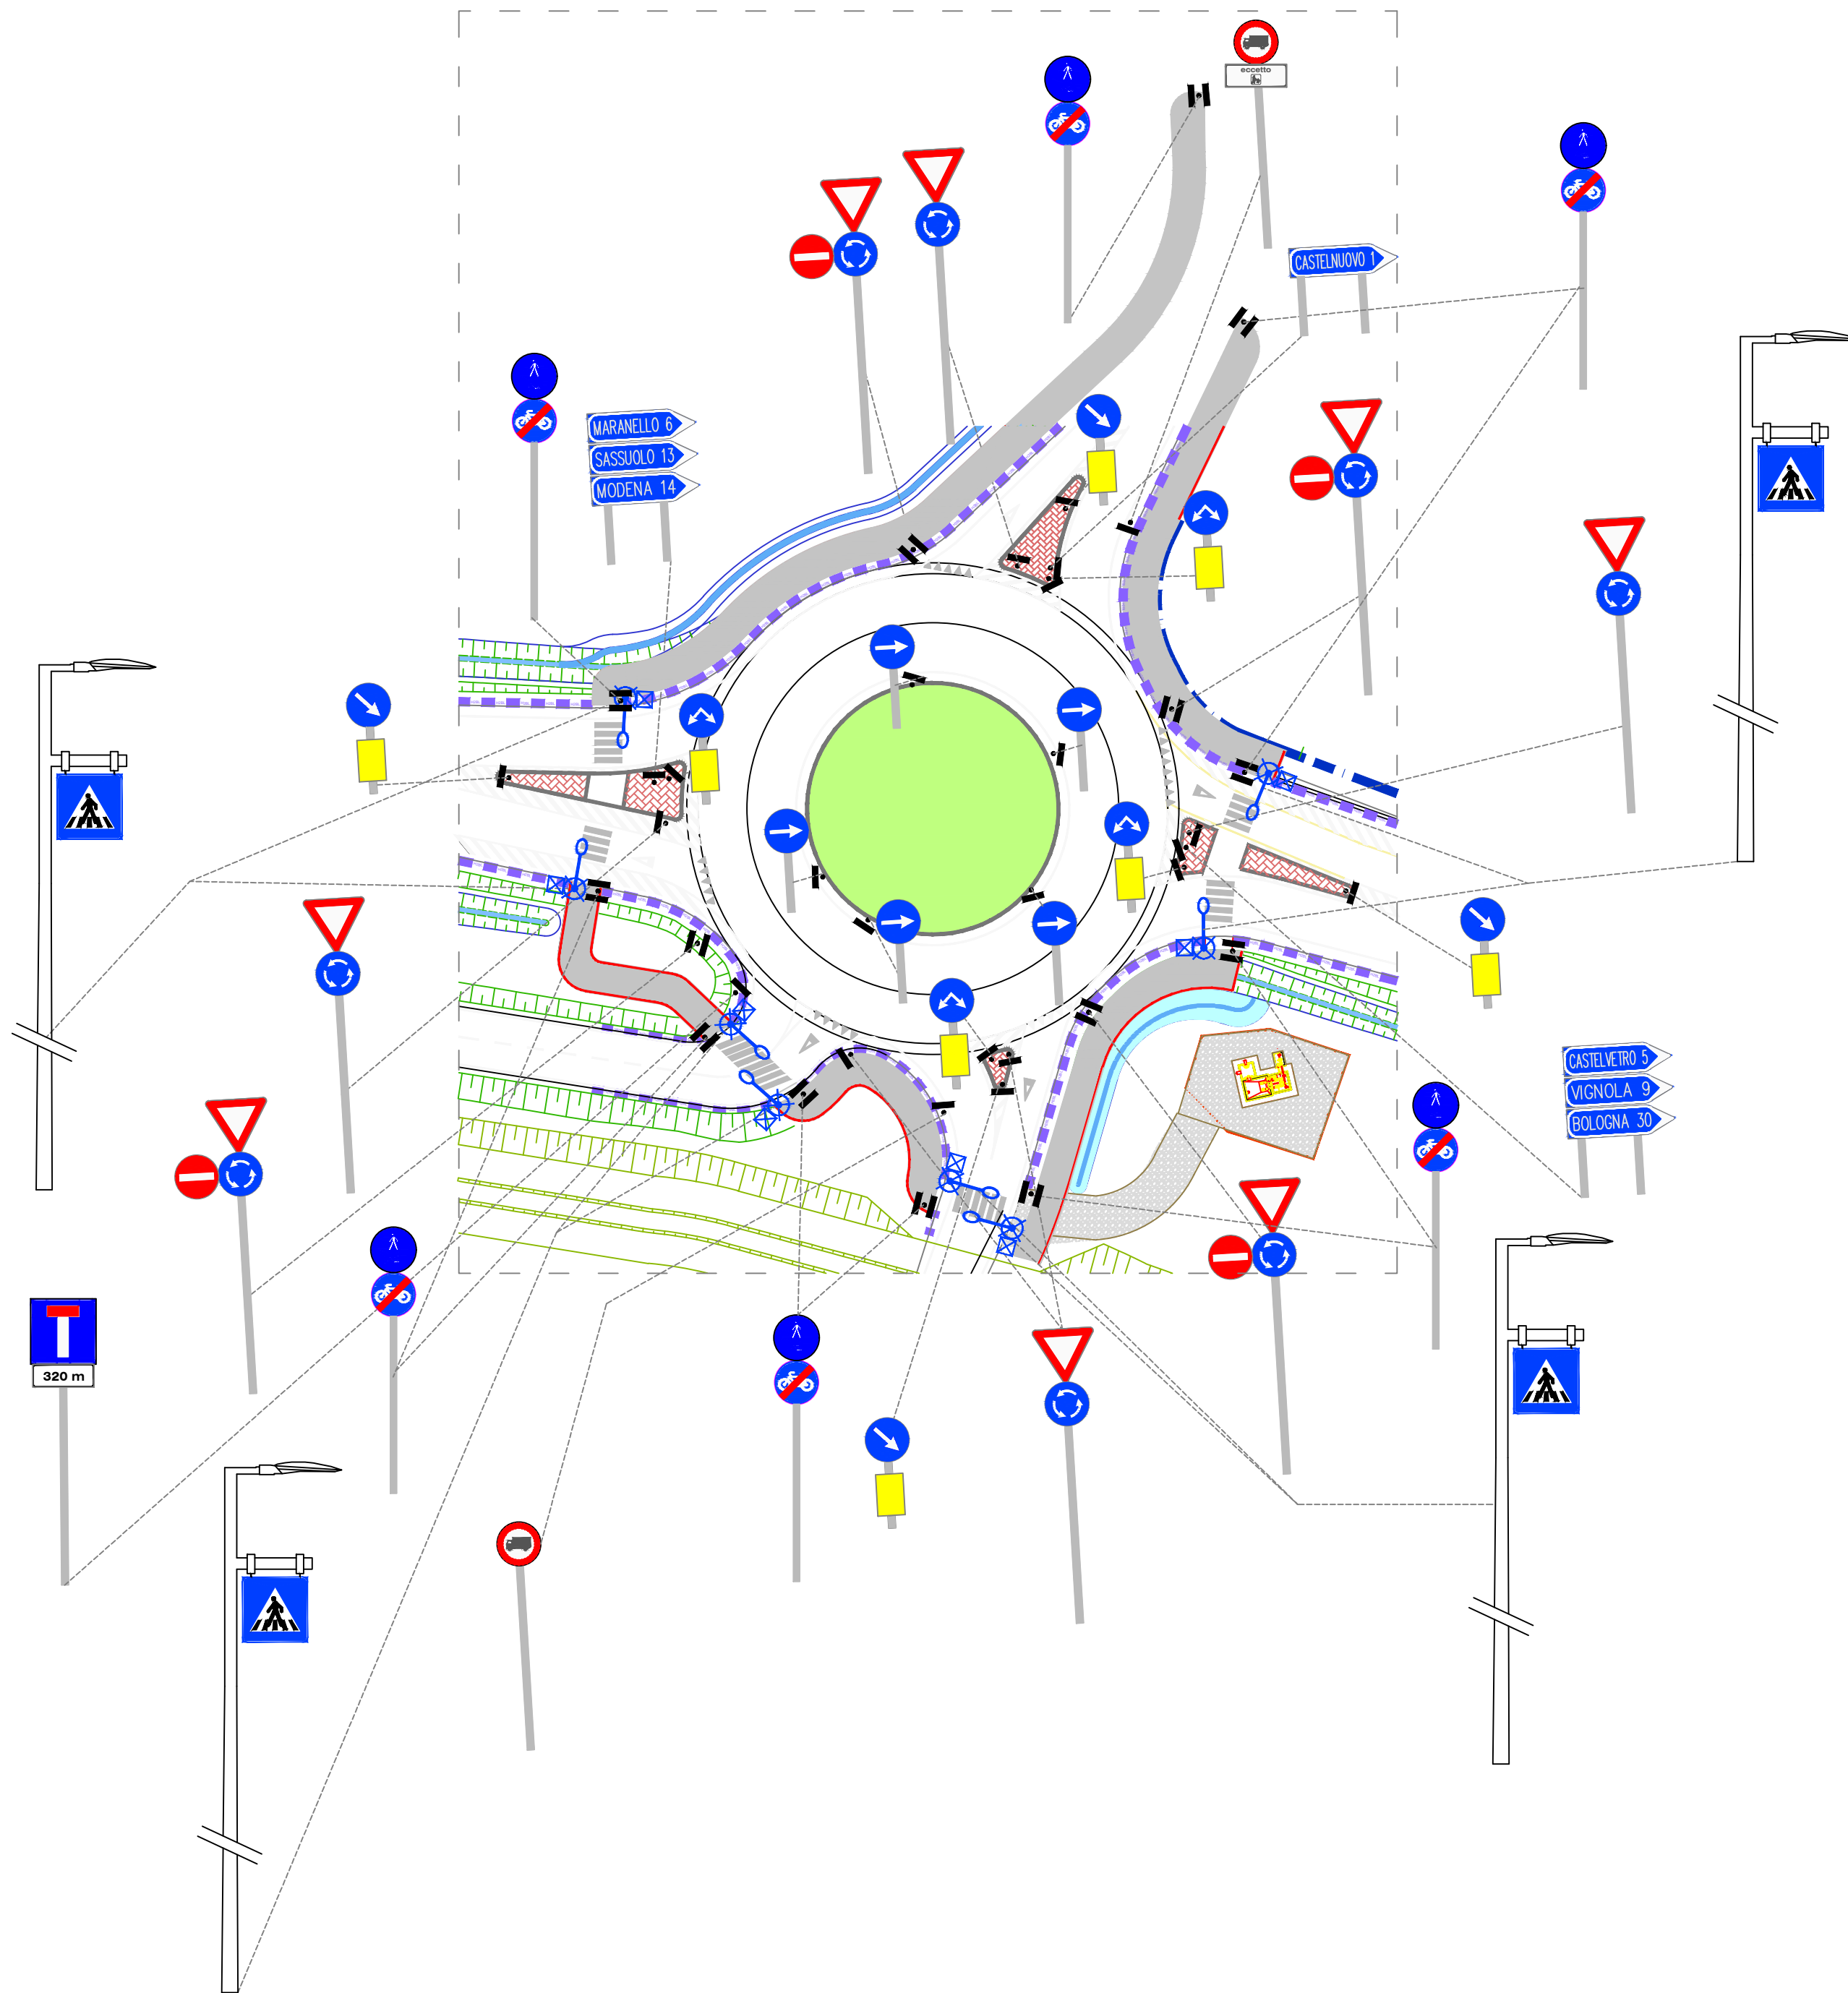 eccetto
CASTELNUOVO 1
MARANELLO 6
SASSUOLO 13
MODENA 14
CASTELVETRO 5
VIGNOLA 9
BOLOGNA 30
320 m